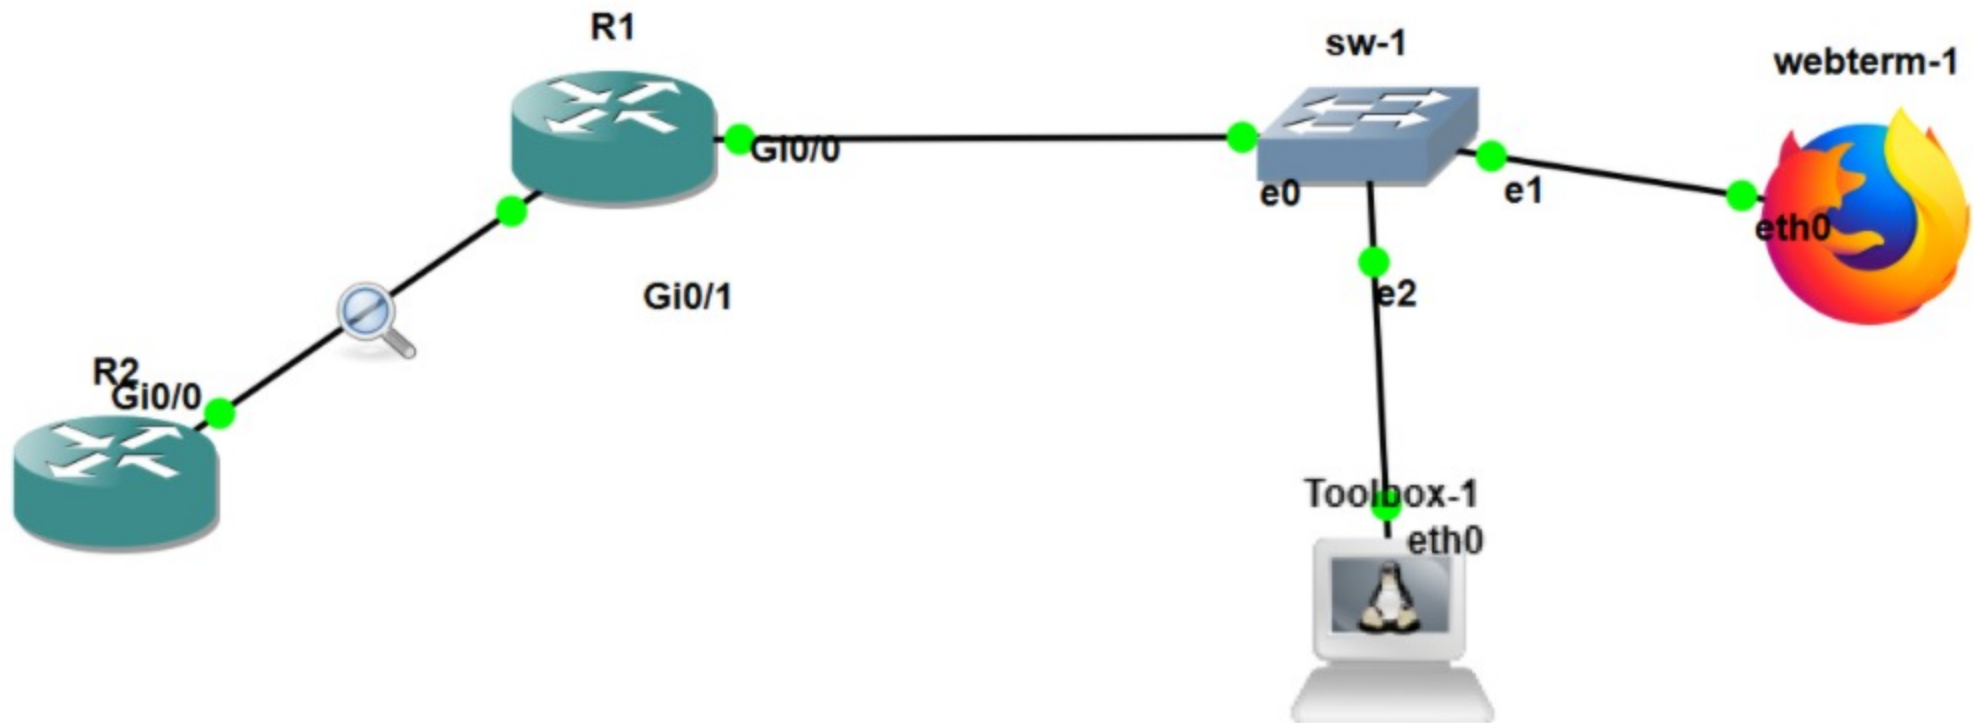 R1
sw-1
webterm-1
Gi0/0
e0
e1
eth0
Gi0/1
e2
R2
Gi0/0
Toolbox-1
eth0